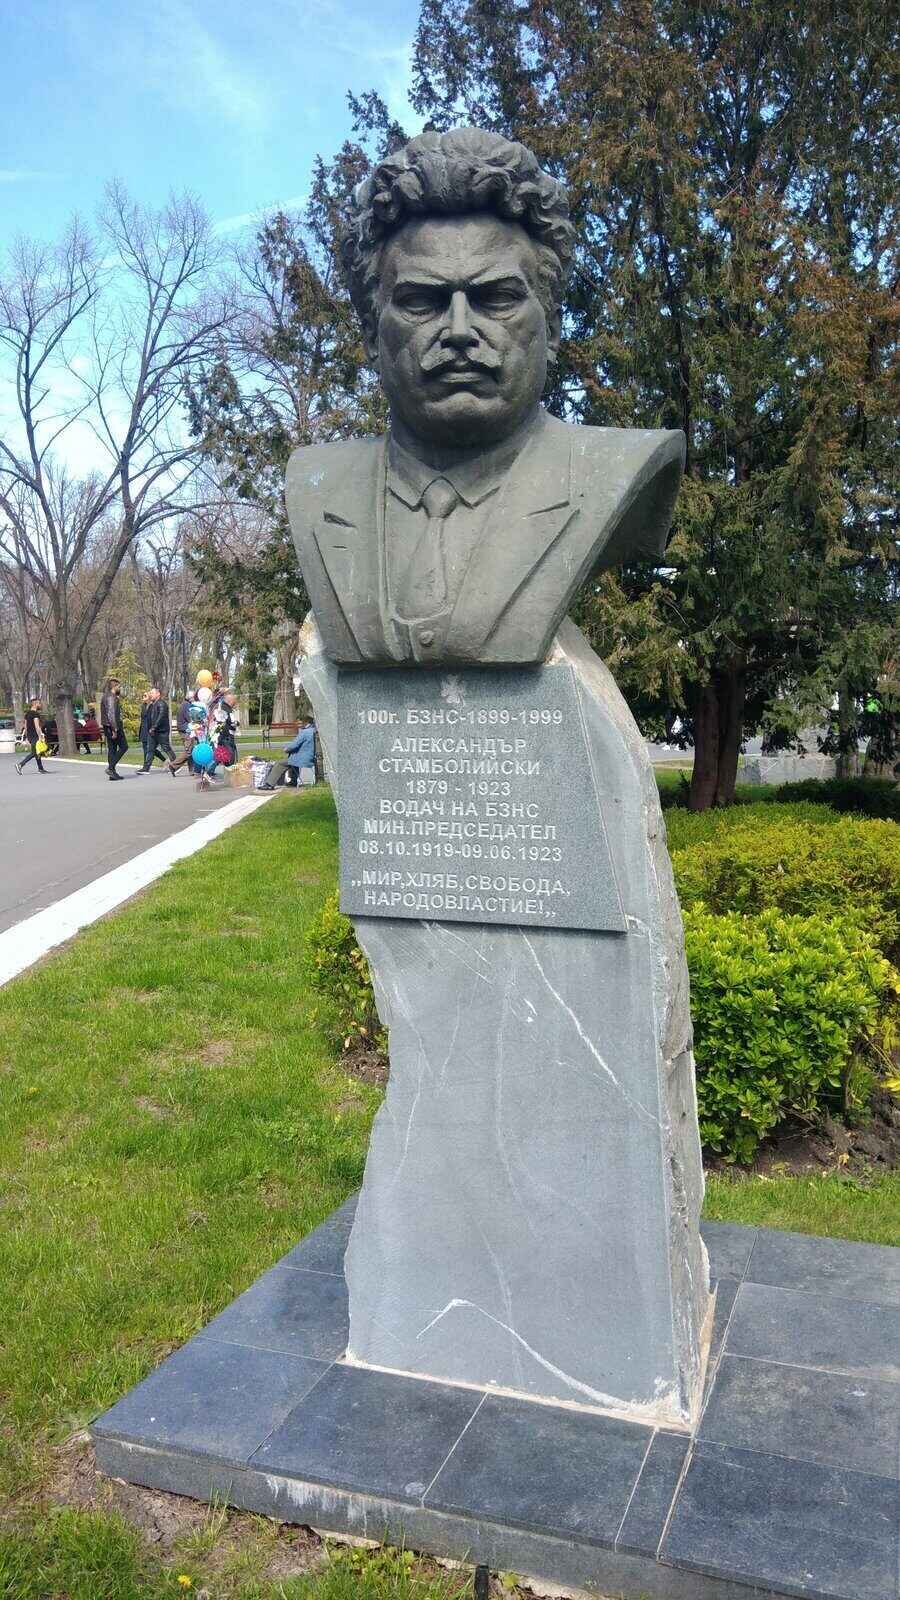 100г. БЗНС-1899-1999
АЛЕКСАНДЪР
СТАМБОЛИЙСКИ
1879 - 1923
ВОДАЧ НА БЗНС
МИН.ПРЕДСЕДАТЕЛ
08.10.1919-09.06.1923
,,МИР,ХЛЯБ,СВОБОДА,
НАРОДОВЛАСТИЕ!,,